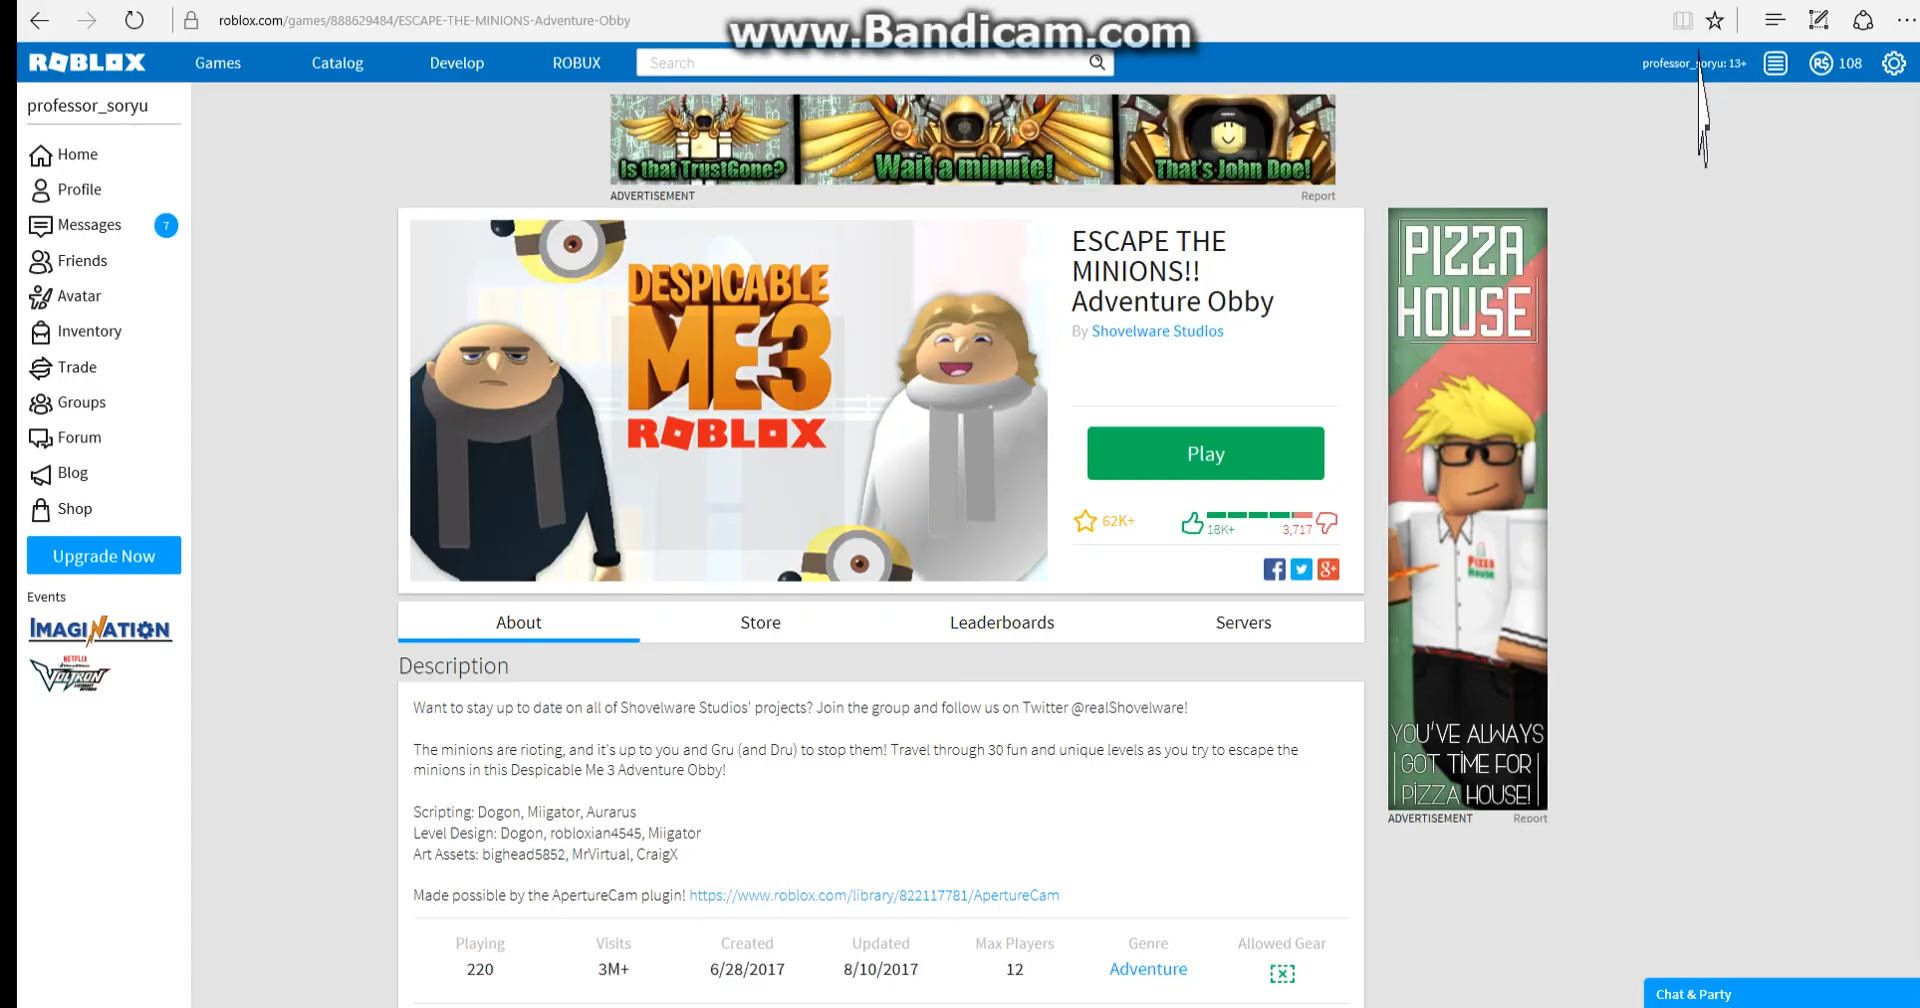 roblox.com/games/888629484/ESCAPE-THE-MINIONS-Adventure-Obby
www.Bandicam.com
ROBLOX
Games
Catalog
Develop
ROBUX
Search
professor_soryu: 13+
R$ 108
professor_soryu
Home
Profile
Messages
7
Friends
Avatar
Inventory
Trade
Groups
Forum
Blog
Shop
Upgrade Now
Events
IMAGINATION
NETFLIX
VOLTRON
Is that TrustGone?
Wait a minute!
That's John Doe!
ADVERTISEMENT
Report
DESPICABLE
ME3
ROBLOX
ESCAPE THE
MINIONS!!
Adventure Obby
By Shovelware Studios
Play
62K+
18K+
3,717
About
Store
Leaderboards
Servers
Description
Want to stay up to date on all of Shovelware Studios' projects? Join the group and follow us on Twitter @realShovelware!
The minions are rioting, and it's up to you and Gru (and Dru) to stop them! Travel through 30 fun and unique levels as you try to escape the
minions in this Despicable Me 3 Adventure Obby!
Scripting: Dogon, Miigator, Aurarus
Level Design: Dogon, robloxian4545, Miigator
Art Assets: bighead5852, MrVirtual, CraigX
Made possible by the ApertureCam plugin! https://www.roblox.com/library/822117781/ApertureCam
Playing
220
Visits
3M+
Created
6/28/2017
Updated
8/10/2017
Max Players
12
Genre
Adventure
Allowed Gear
PIZZA
HOUSE
Pizza
House
YOU'VE ALWAYS
GOT TIME FOR
PIZZA HOUSE!
ADVERTISEMENT
Report
Chat & Party